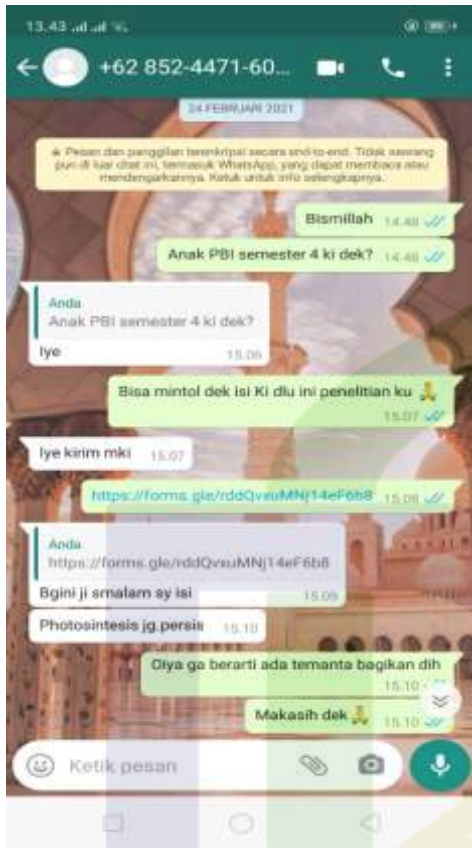 13.43
+62 852-4471-60...
24 FEBRUARI 2021
Pesan dan panggilan terenkripsi secara end-to-end. Tidak seorang
pun di luar chat ini, termasuk WhatsApp, yang dapat membaca atau
mendengarkannya. Ketuk untuk info selengkapnya.
Bismillah 14.48
Anak PBI semester 4 ki dek? 14.48
Anda
Anak PBI semester 4 ki dek?
Iye 15.06
Bisa mintol dek isi Ki dlu ini penelitian ku
15.07
Iye kirim mki 15.07
https://forms.gle/rddQvxuMNj14eF6b8 15.08
Anda
https://forms.gle/rddQvxuMNj14eF6b8
Bgini ji smalam sy isi 15.09
Photosintesis jg.persis 15.10
Oiya ga berarti ada temanta bagikan dih
15.10
Makasih dek 15.10
Ketik pesan